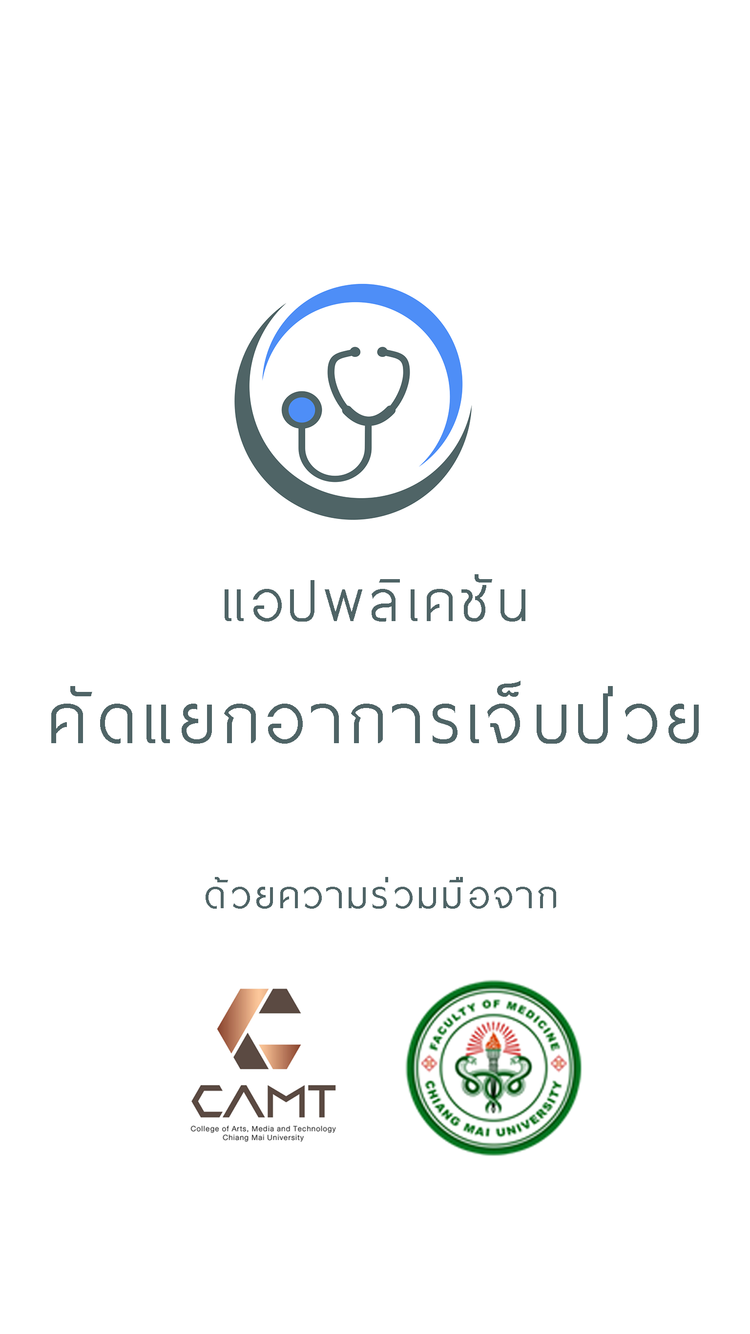 แอปพลิเคชัน
คัดแยกอาการเจ็บป่วย
ด้วยความร่วมมือจาก
CAMT
College of Arts, Media and Technology
Chiang Mai University
FACULTY OF MEDICINE
CHIANG MAI UNIVERSITY